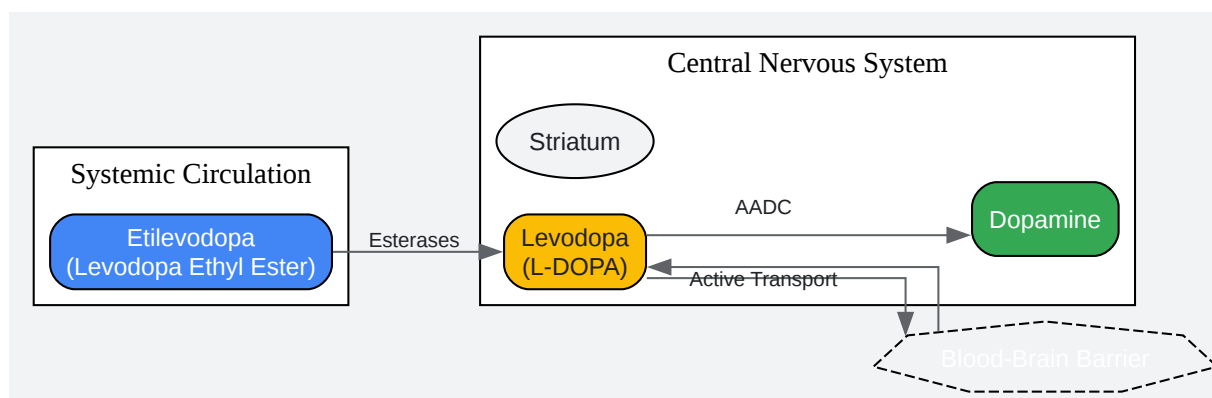 Central Nervous System
Striatum
Systemic Circulation
Etilevodopa
(Levodopa Ethyl Ester)
Esterases
Levodopa
(L-DOPA)
AADC
Dopamine
Active Transport
Blood-Brain Barrier